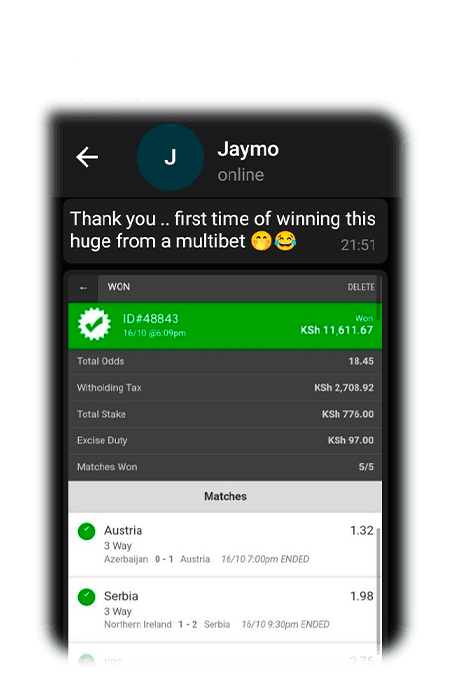 J
Jaymo
online
Thank you .. first time of winning this
huge from a multibet 🤭😂
21:51
← WON DELETE
ID#48843 Won
16/10 @6:09pm KSh 11,611.67
Total Odds 18.45
Witholding Tax KSh 2,708.92
Total Stake KSh 776.00
Excise Duty KSh 97.00
Matches Won 5/5
Matches
Austria 1.32
3 Way
Azerbaijan 0 - 1 Austria 16/10 7:00pm ENDED
Serbia 1.98
3 Way
Northern Ireland 1 - 2 Serbia 16/10 9:30pm ENDED
yes 2.75